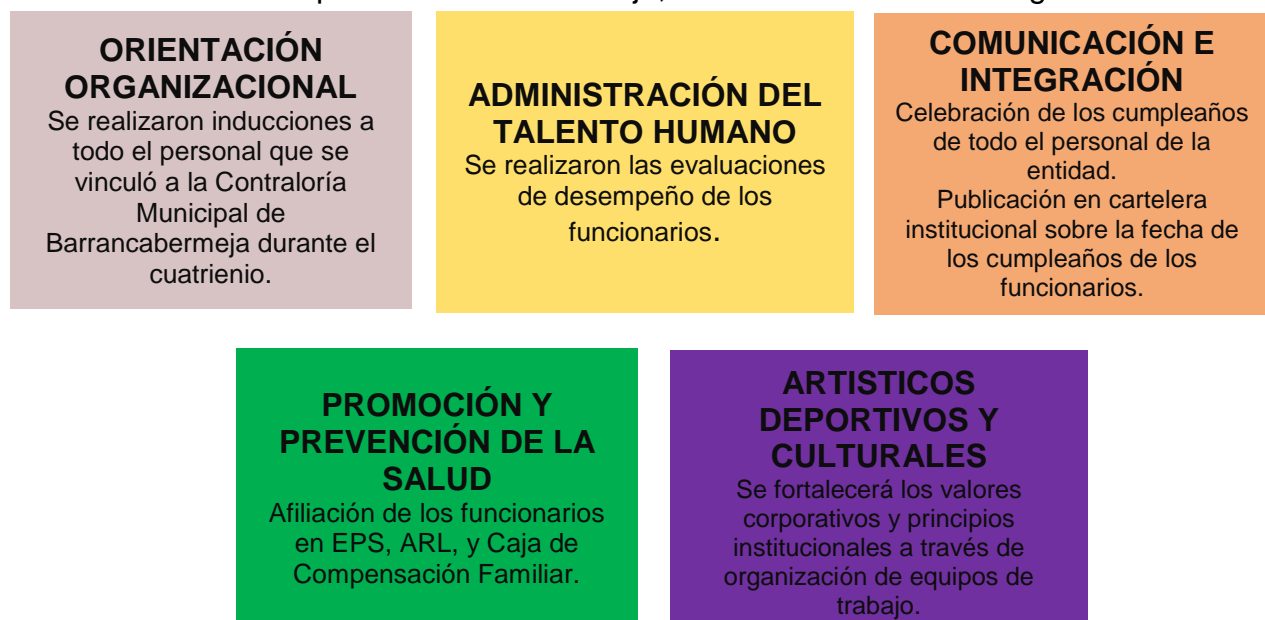 ORIENTACIÓN
ORGANIZACIONAL
Se realizaron inducciones a
todo el personal que se
vinculó a la Contraloría
Municipal de
Barrancabermeja durante el
cuatrienio.
ADMINISTRACIÓN DEL
TALENTO HUMANO
Se realizaron las evaluaciones
de desempeño de los
funcionarios.
COMUNICACIÓN E
INTEGRACIÓN
Celebración de los cumpleaños
de todo el personal de la
entidad.
Publicación en cartelera
institucional sobre la fecha de
los cumpleaños de los
funcionarios.
PROMOCIÓN Y
PREVENCIÓN DE LA
SALUD
Afiliación de los funcionarios
en EPS, ARL, y Caja de
Compensación Familiar.
ARTISTICOS
DEPORTIVOS Y
CULTURALES
Se fortalecerá los valores
corporativos y principios
institucionales a través de
organización de equipos de
trabajo.